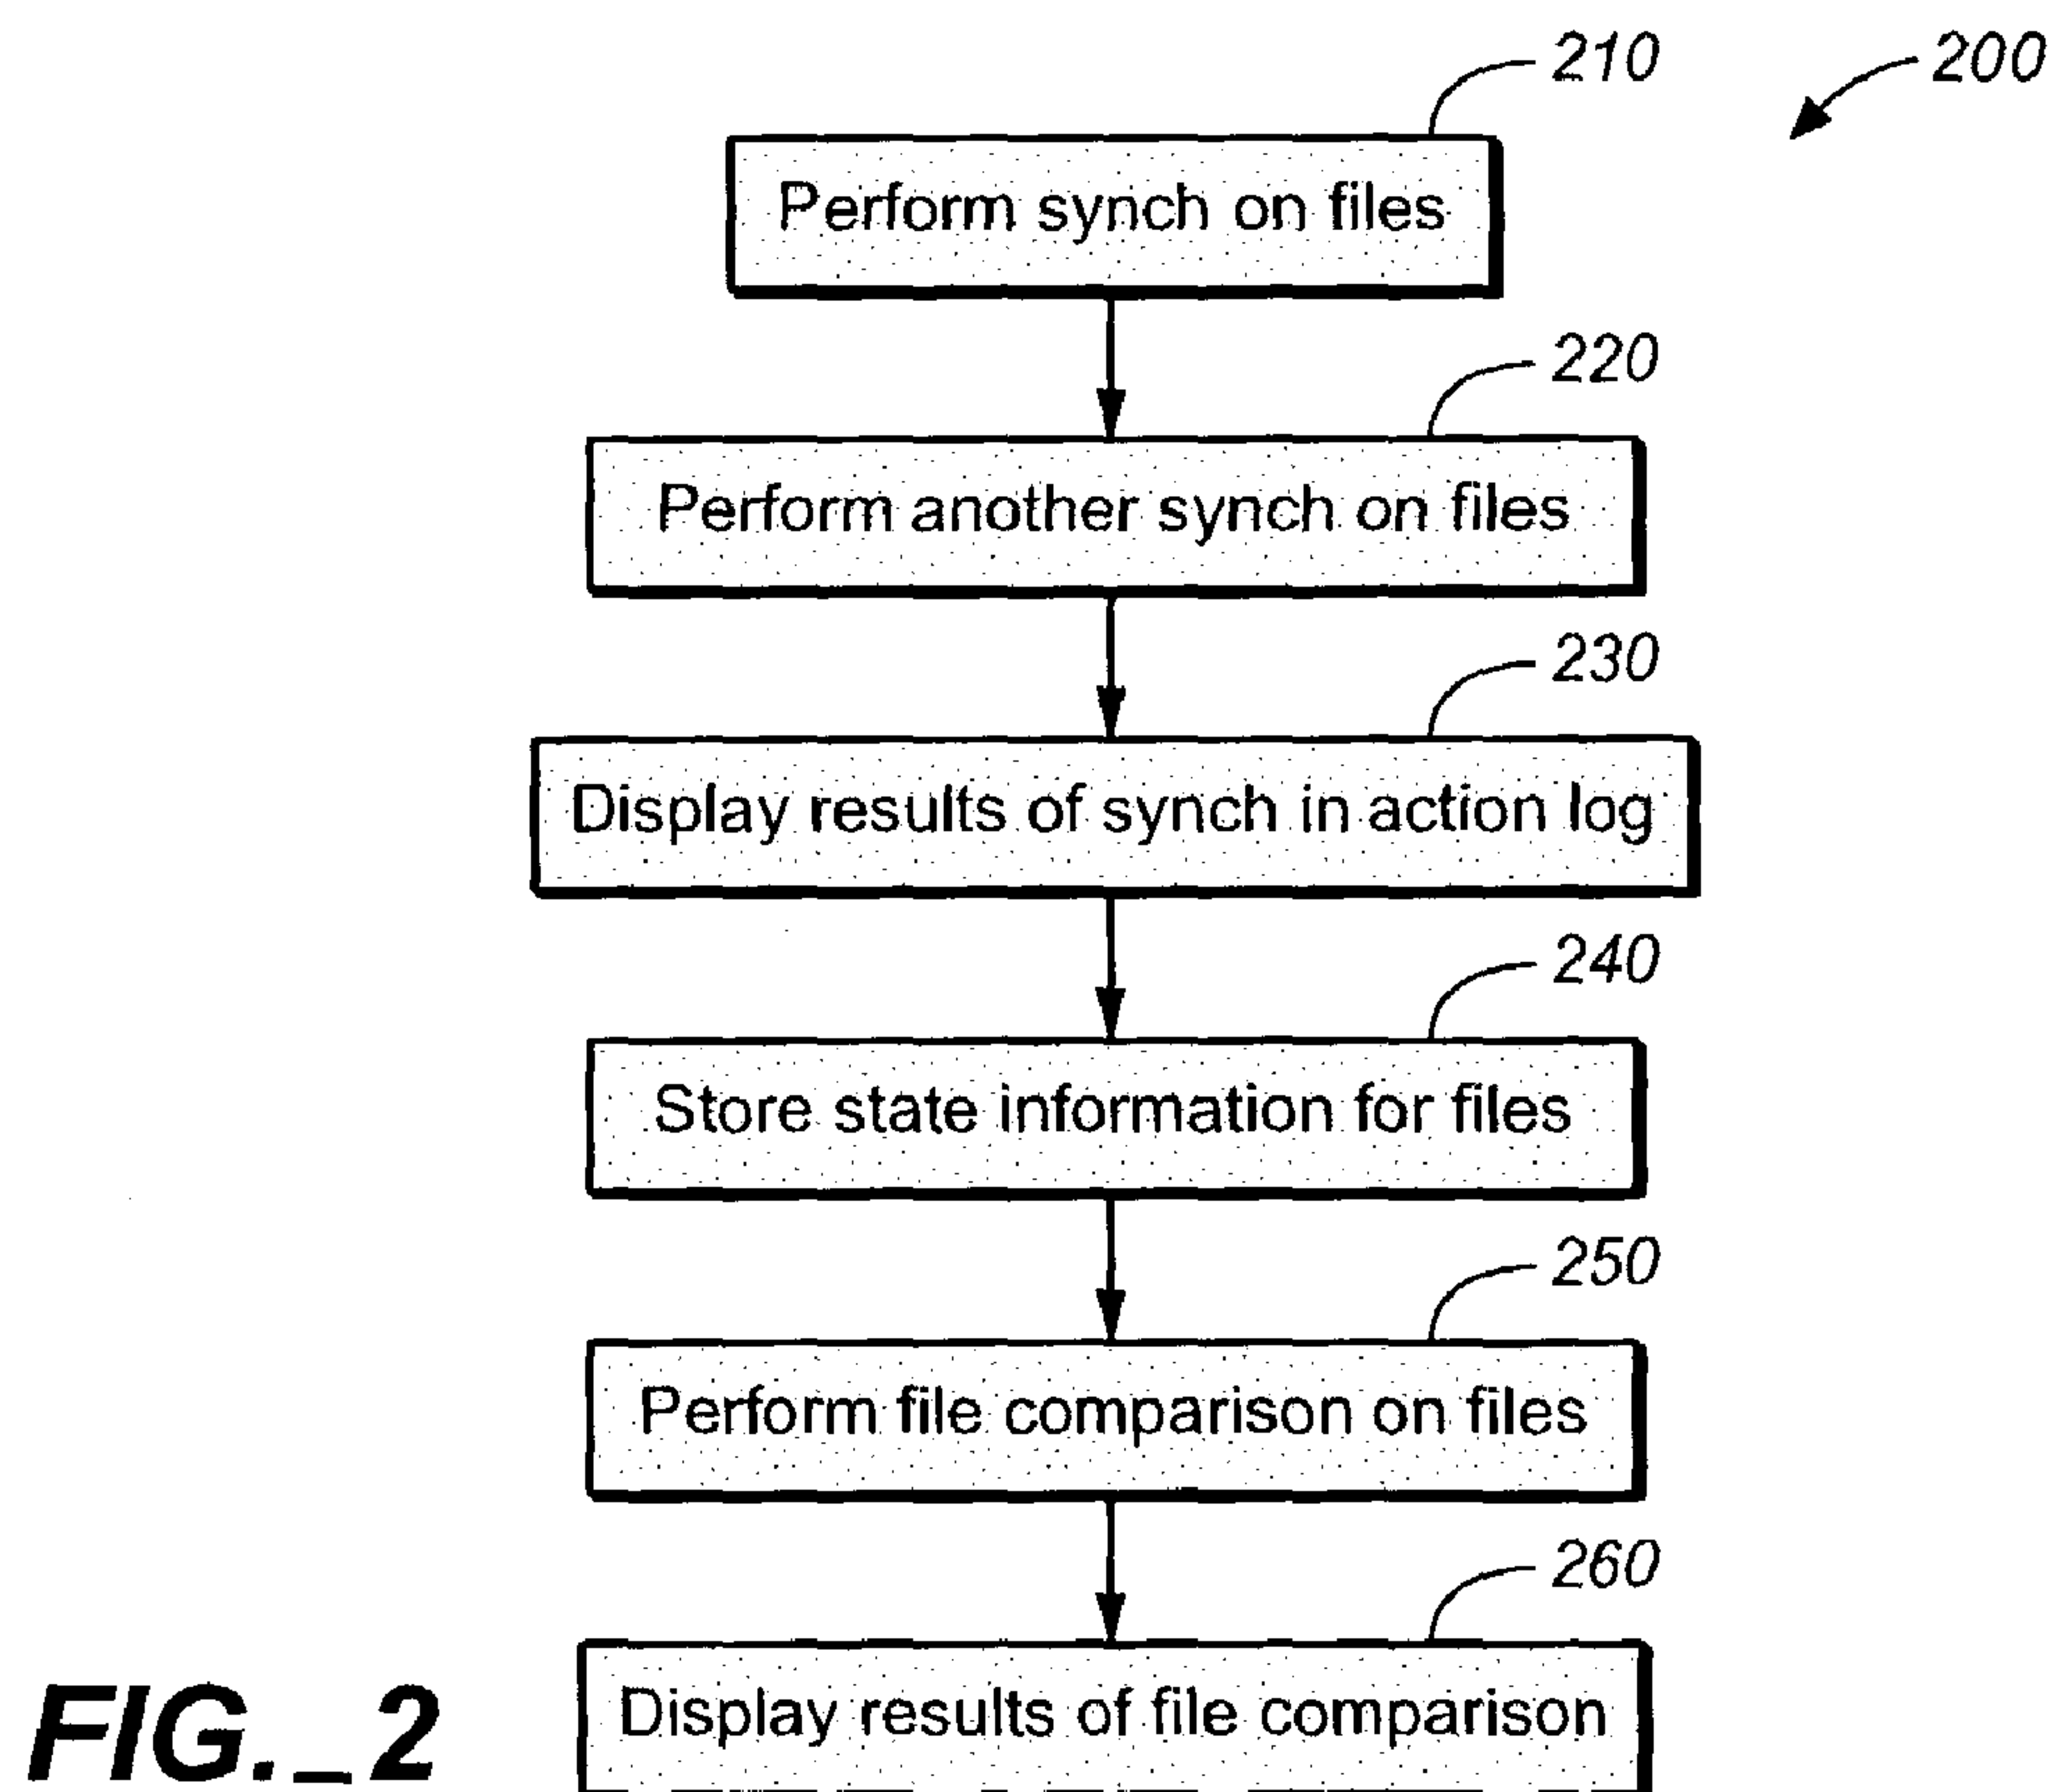 210
200
Perform synch on files
220
Perform another synch on files
230
Display results of synch in action log
240
Store state information for files
250
Perform file comparison on files
260
Display results of file comparison
FIG._2